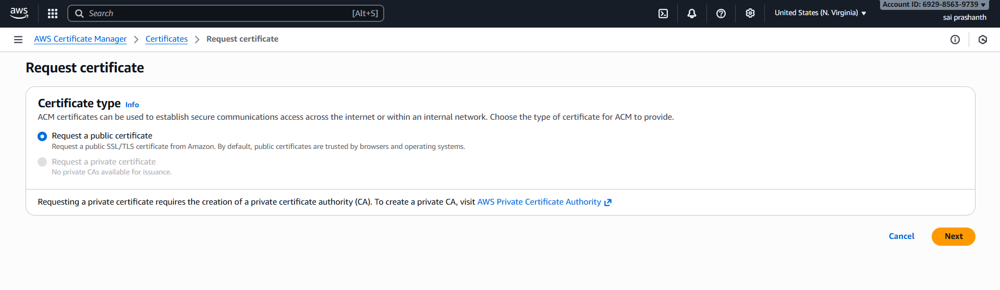 aws
Search [Alt+S]
United States (N. Virginia)
Account ID: 6929-8563-9739
sai prashanth
AWS Certificate Manager
Certificates
Request certificate
Request certificate
Certificate type Info
ACM certificates can be used to establish secure communications access across the internet or within an internal network. Choose the type of certificate for ACM to provide.
Request a public certificate
Request a public SSL/TLS certificate from Amazon. By default, public certificates are trusted by browsers and operating systems.
Request a private certificate
No private CAs available for issuance.
Requesting a private certificate requires the creation of a private certificate authority (CA). To create a private CA, visit AWS Private Certificate Authority
Cancel
Next